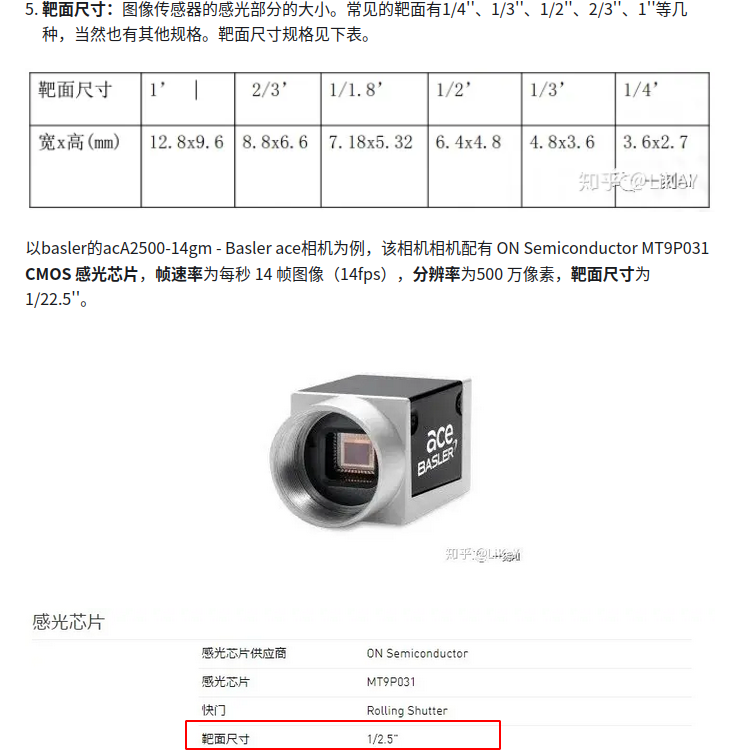 5. 靶面尺寸：图像传感器的感光部分的大小。常见的靶面有1/4''、1/3''、1/2''、2/3''、1''等几
种，当然也有其他规格。靶面尺寸规格见下表。
靶面尺寸 1’ 2/3’ 1/1.8’ 1/2’ 1/3’ 1/4’
宽x高(mm) 12.8x9.6 8.8x6.6 7.18x5.32 6.4x4.8 4.8x3.6 3.6x2.7
知乎
以basler的acA2500-14gm - Basler ace相机为例，该相机相机配有 ON Semiconductor MT9P031
CMOS 感光芯片，帧速率为每秒 14 帧图像（14fps），分辨率为500 万像素，靶面尺寸为
1/22.5''。
ace
BASLER
知乎
感光芯片
感光芯片供应商 ON Semiconductor
感光芯片 MT9P031
快门 Rolling Shutter
靶面尺寸 1/2.5"